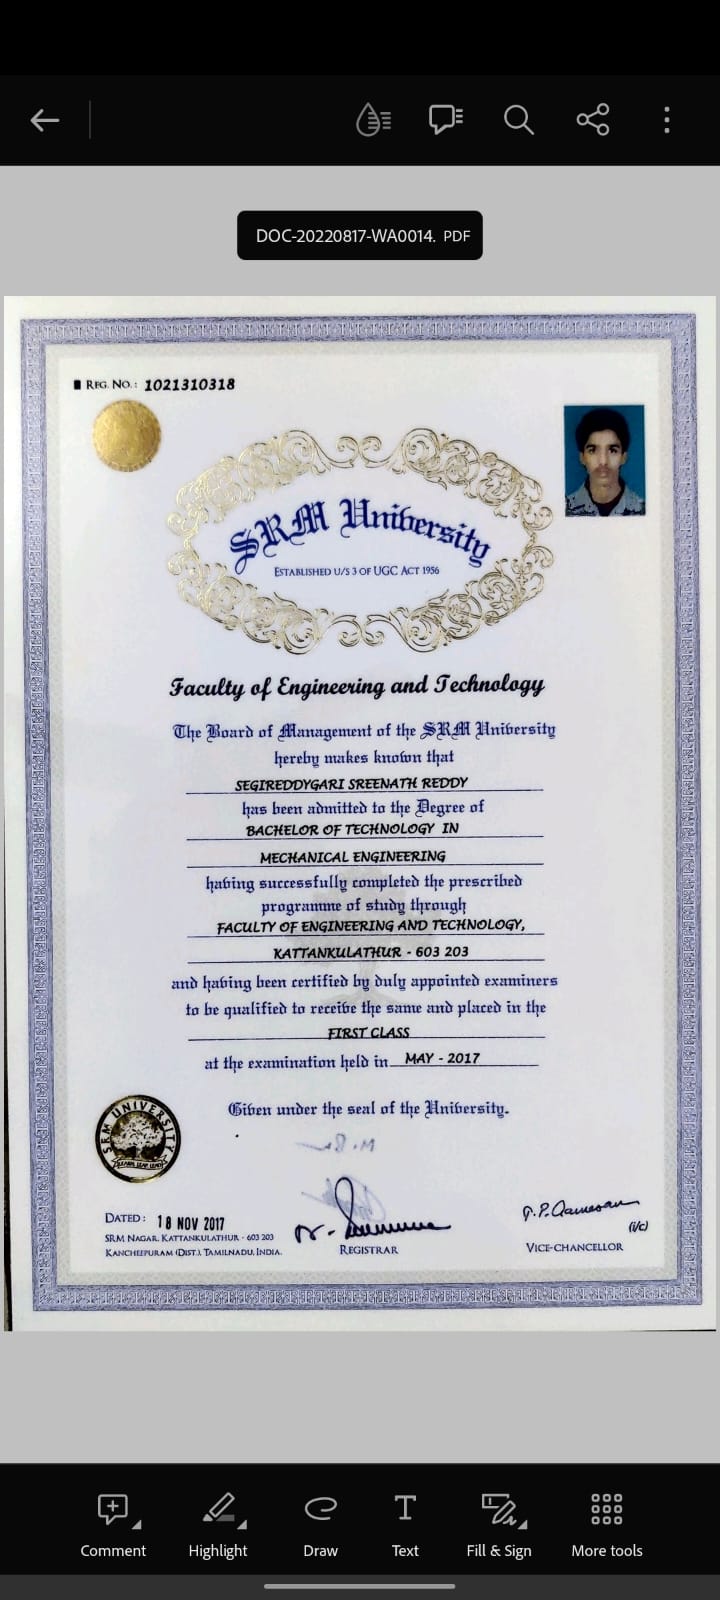 DOC-20220817-WA0014. PDF
REG. NO.: 1021310318
SRM University
ESTABLISHED U/S 3 OF UGC ACT 1956
Faculty of Engineering and Technology
The Board of Management of the SRM University
hereby makes known that
SEGIREDDYGARI SREENATH REDDY
has been admitted to the Degree of
BACHELOR OF TECHNOLOGY IN
MECHANICAL ENGINEERING
having successfully completed the prescribed
programme of study through
FACULTY OF ENGINEERING AND TECHNOLOGY,
KATTANKULATHUR - 603 203
and having been certified by duly appointed examiners
to be qualified to receive the same and placed in the
FIRST CLASS
at the examination held in MAY - 2017
Given under the seal of the University.
SRM UNIVERSITY
LEARN. LEAP. LEAD
DATED: 18 NOV 2017
SRM NAGAR, KATTANKULATHUR - 603 203
KANCHEEPURAM (DIST.), TAMILNADU, INDIA.
REGISTRAR
(i/c)
VICE-CHANCELLOR
Comment
Highlight
Draw
T
Text
Fill & Sign
More tools